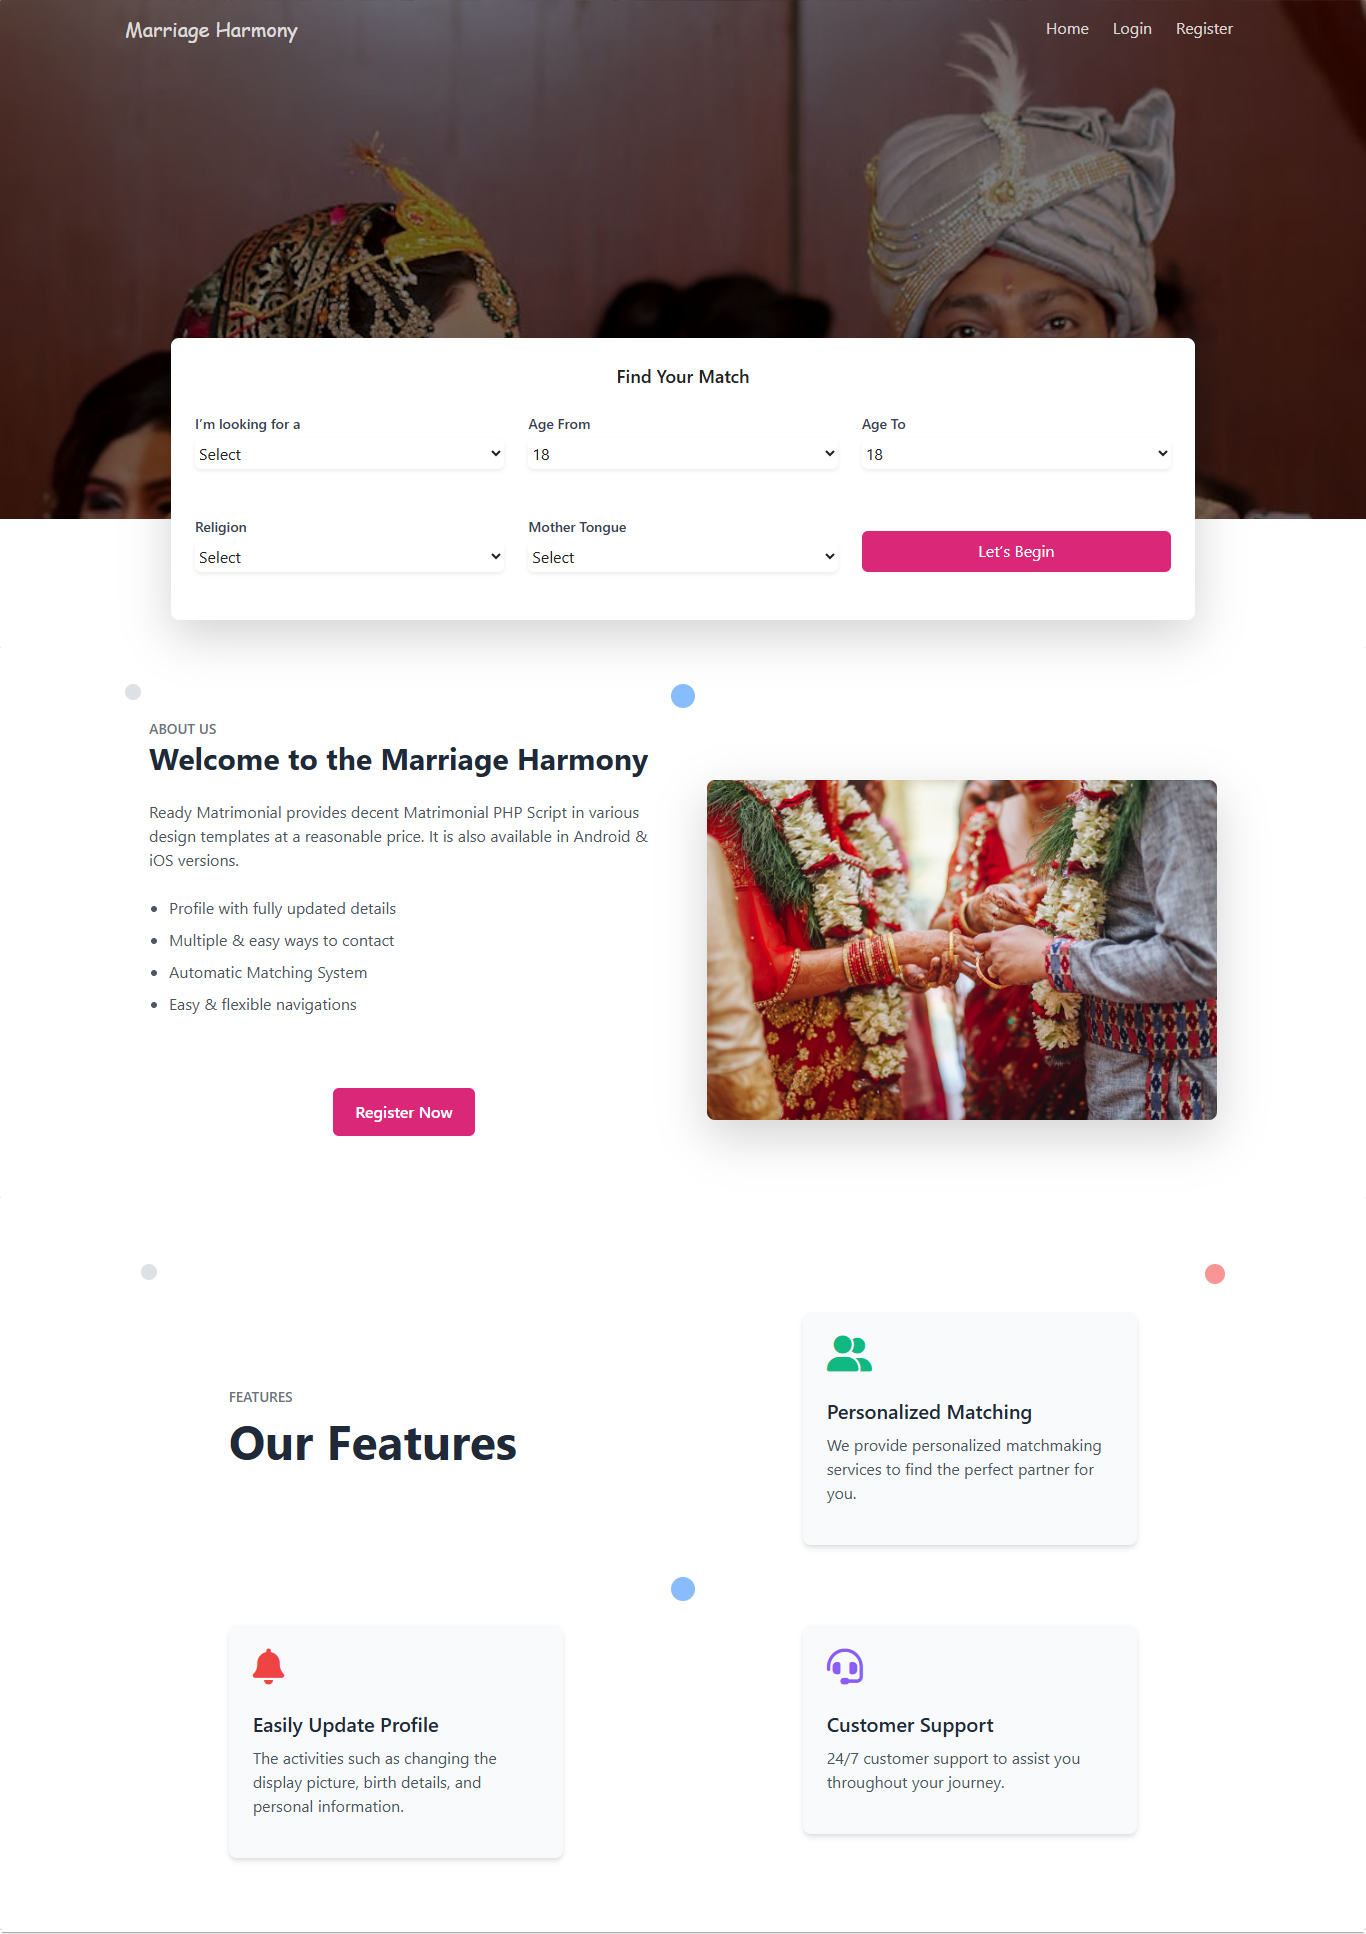 Marriage Harmony
Home Login Register
Find Your Match
I'm looking for a Age From Age To
Select 18 18
Religion Mother Tongue
Select Select Let's Begin
ABOUT US
Welcome to the Marriage Harmony
Ready Matrimonial provides decent Matrimonial PHP Script in various
design templates at a reasonable price. It is also available in Android &
iOS versions.
• Profile with fully updated details
• Multiple & easy ways to contact
• Automatic Matching System
• Easy & flexible navigations
Register Now
FEATURES
Our Features
Personalized Matching
We provide personalized matchmaking
services to find the perfect partner for
you.
Easily Update Profile
The activities such as changing the
display picture, birth details, and
personal information.
Customer Support
24/7 customer support to assist you
throughout your journey.